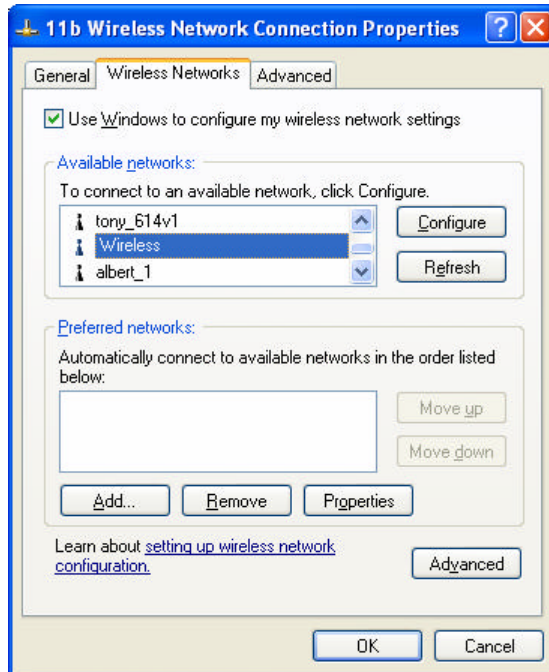 11b Wireless Network Connection Properties
General Wireless Networks Advanced
Use Windows to configure my wireless network settings
Available networks:
To connect to an available network, click Configure.
tony_614v1
Wireless
albert_1
Configure
Refresh
Preferred networks:
Automatically connect to available networks in the order listed
below:
Move up
Move down
Add... Remove Properties
Learn about setting up wireless network
configuration.
Advanced
OK Cancel